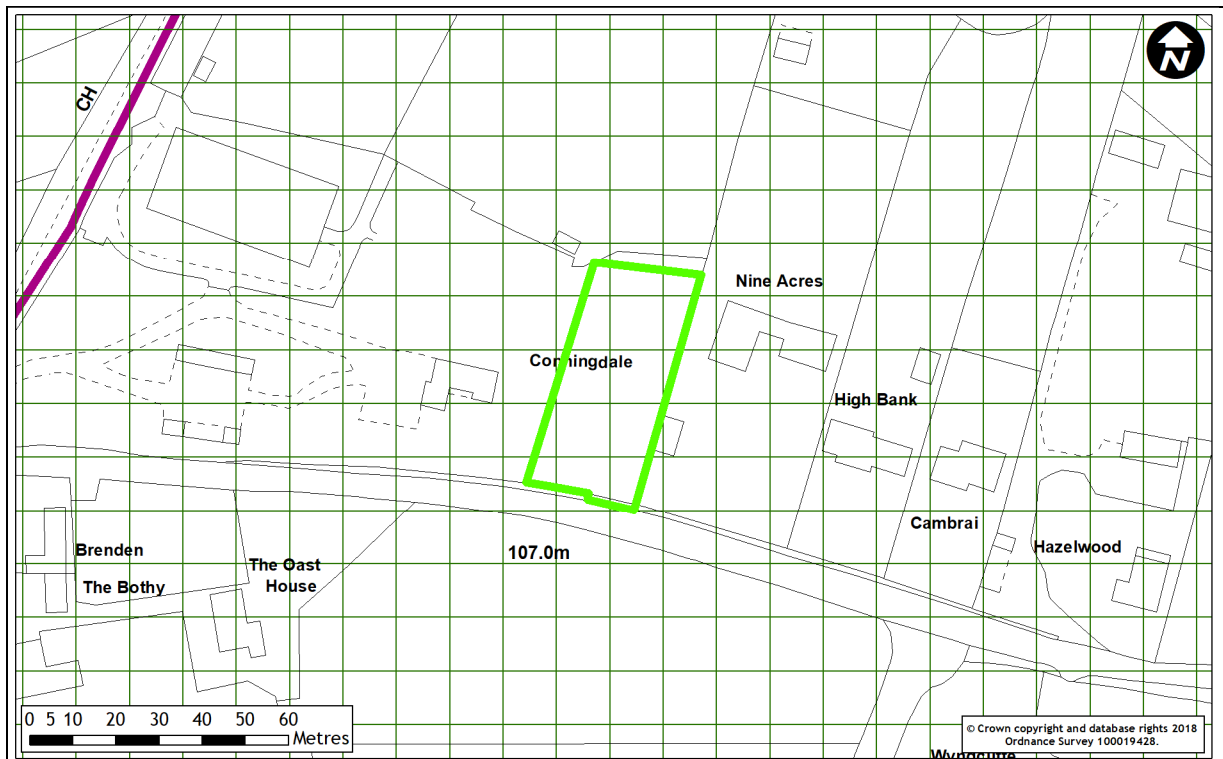 N
CH
Nine Acres
Conningdale
High Bank
Cambrai
Hazelwood
107.0m
Brenden
The Bothy
The Oast
House
0 5 10 20 30 40 50 60
Metres
© Crown copyright and database rights 2018
Ordnance Survey 100019428.